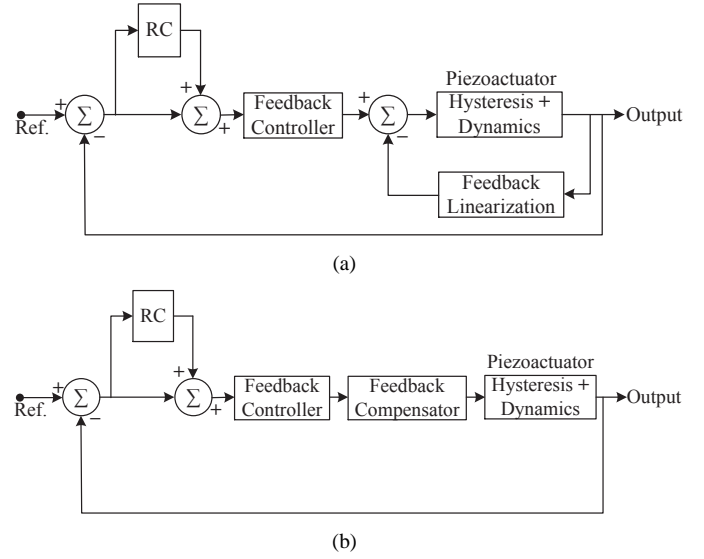 RC
Piezoactuator
+ Σ + + Σ + Feedback Controller + Σ Hysteresis + Dynamics Output
Ref. − −
Feedback Linearization
(a)
RC
Piezoactuator
+ Σ + Σ + Feedback Controller Feedback Compensator Hysteresis + Dynamics Output
Ref. −
(b)